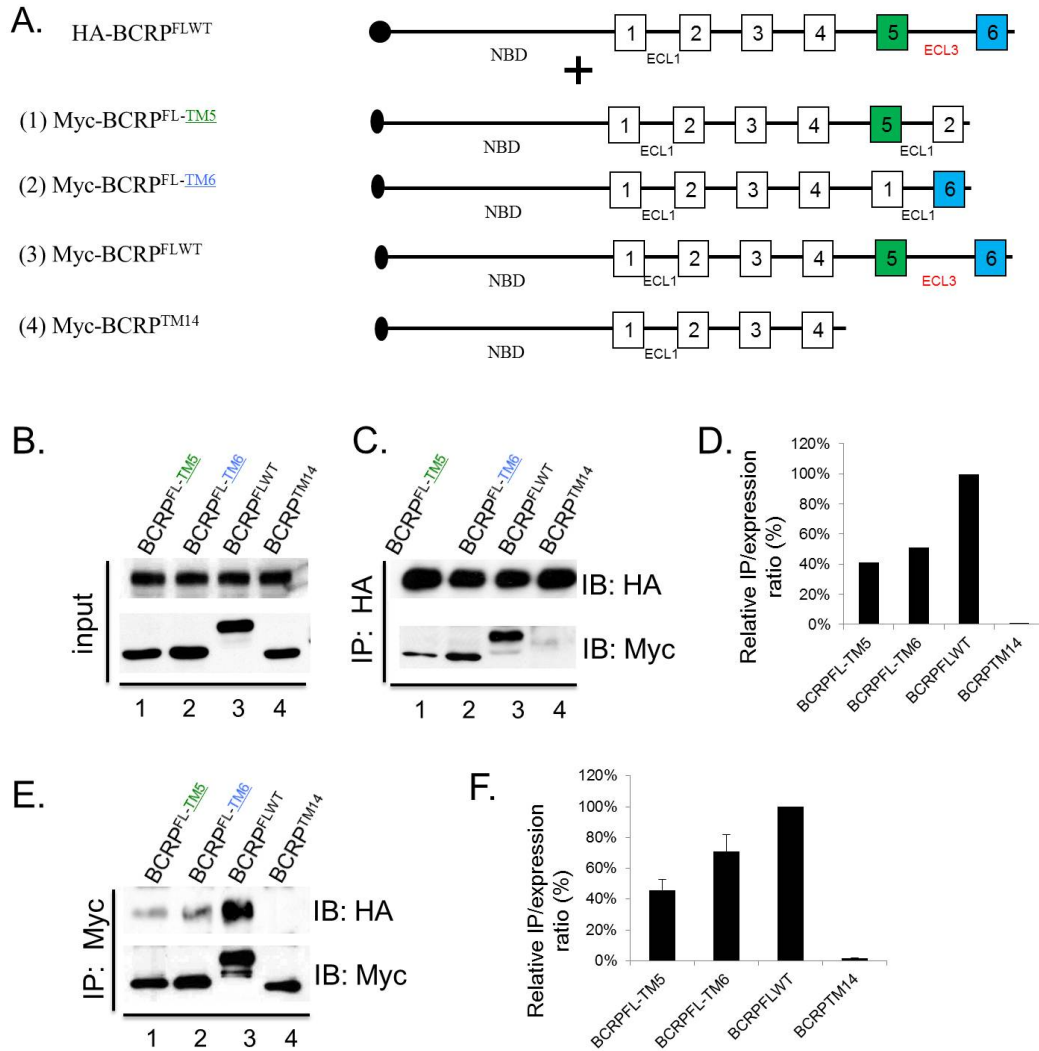 A.
HA-BCRPFLWT
1 2 3 4 5 6
NBD ECL1 ECL3
+
(1) Myc-BCRPFL-TM5
1 2 3 4 5 2
NBD ECL1 ECL1
(2) Myc-BCRPFL-TM6
1 2 3 4 1 6
NBD ECL1 ECL1
(3) Myc-BCRPFLWT
1 2 3 4 5 6
NBD ECL1 ECL3
(4) Myc-BCRPTM14
1 2 3 4
NBD ECL1
B.
BCRPFL-TM5
BCRPFL-TM6
BCRPFLWT
BCRPTM14
input
1 2 3 4
C.
BCRPFL-TM5
BCRPFL-TM6
BCRPFLWT
BCRPTM14
IP: HA
IB: HA
IB: Myc
1 2 3 4
D.
Relative IP/expression
ratio (%)
120%
100%
80%
60%
40%
20%
0%
BCRPFL-TM5
BCRPFL-TM6
BCRPFLWT
BCRPTM14
E.
BCRPFL-TM5
BCRPFL-TM6
BCRPFLWT
BCRPTM14
IP: Myc
IB: HA
IB: Myc
1 2 3 4
F.
Relative IP/expression
ratio (%)
120%
100%
80%
60%
40%
20%
0%
BCRPFL-TM5
BCRPFL-TM6
BCRPFLWT
BCRPTM14